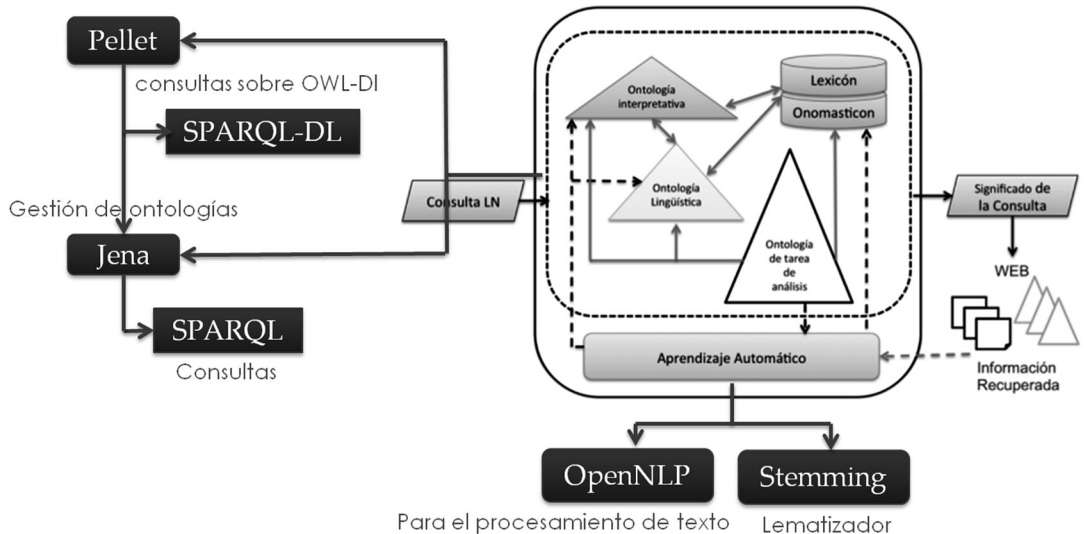 Pellet
consultas sobre OWL-Dl
SPARQL-DL
Gestión de ontologías
Jena
SPARQL
Consultas
Consulta LN
Ontología
interpretativa
Lexicón
Onomasticon
Ontología
Lingüística
Ontología
de tarea
de
análisis
Aprendizaje Automático
Significado de
la Consulta
WEB
Información
Recuperada
OpenNLP
Para el procesamiento de texto
Stemming
Lematizador